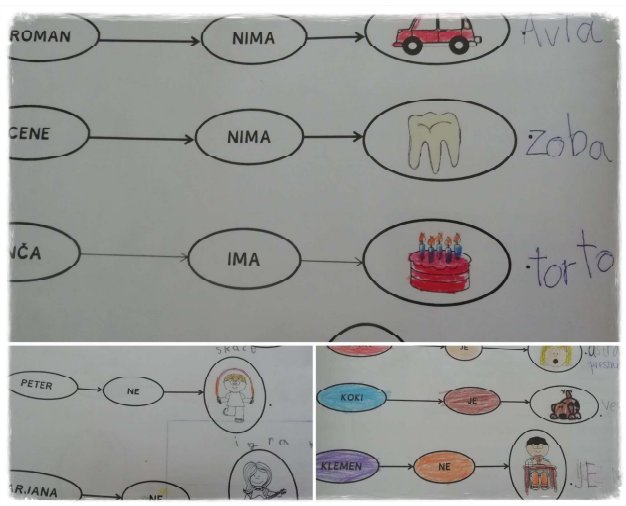 ROMAN NIMA Avla
CENE NIMA zoba
NČA IMA torto
skače
PETER NE
igra
ARJANA NE
JE
KOKI JE
KLEMEN NE JE